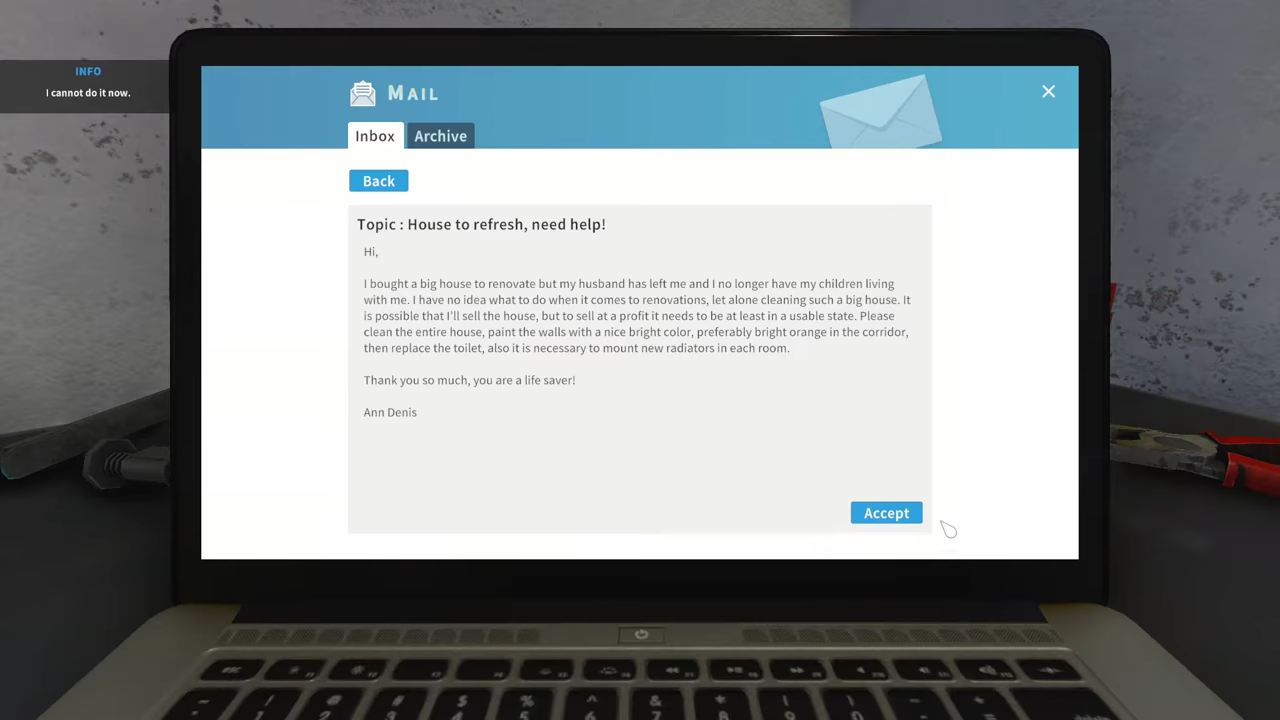 INFO
I cannot do it now.
MAIL
Inbox
Archive
Back
Topic : House to refresh, need help!
Hi,
I bought a big house to renovate but my husband has left me and I no longer have my children living
with me. I have no idea what to do when it comes to renovations, let alone cleaning such a big house. It
is possible that I'll sell the house, but to sell at a profit it needs to be at least in a usable state. Please
clean the entire house, paint the walls with a nice bright color, preferably bright orange in the corridor,
then replace the toilet, also it is necessary to mount new radiators in each room.
Thank you so much, you are a life saver!
Ann Denis
Accept